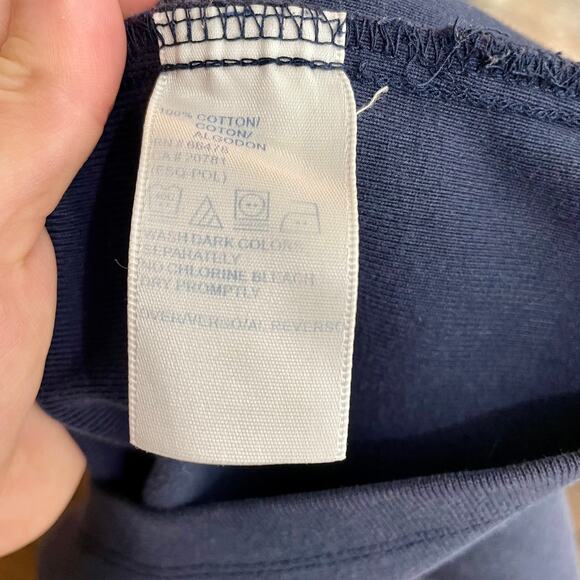 100% COTTON/
COTON/
ALGODON
RN # 66476
CA # 20781
(ESQ-POL)
WASH DARK COLORS
SEPARATELY
NO CHLORINE BLEACH
DRY PROMPTLY
OVER/VERSO/AL REVERSO